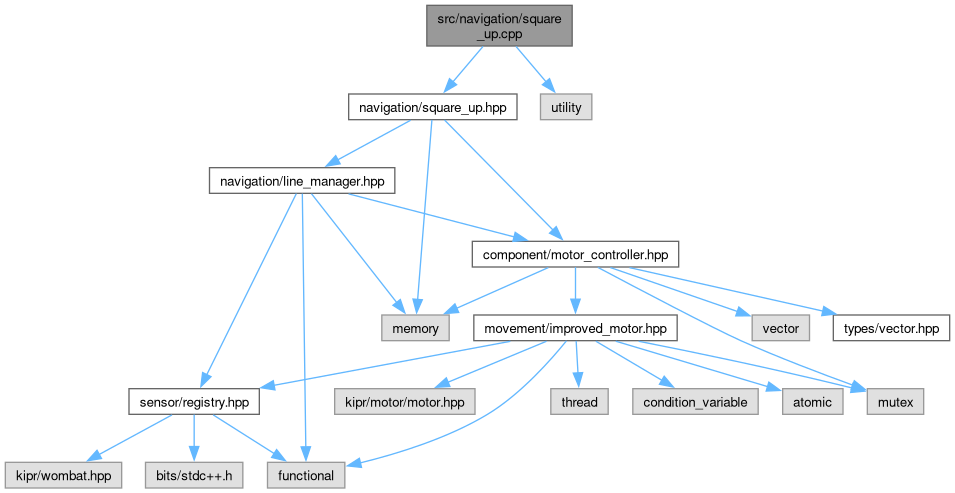 src/navigation/square
_up.cpp
navigation/square_up.hpp
utility
navigation/line_manager.hpp
component/motor_controller.hpp
memory
movement/improved_motor.hpp
vector
types/vector.hpp
sensor/registry.hpp
kipr/motor/motor.hpp
thread
condition_variable
atomic
mutex
kipr/wombat.hpp
bits/stdc++.h
functional